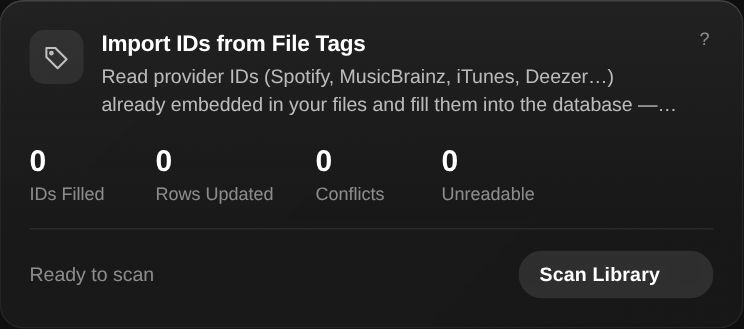 Import IDs from File Tags
?
Read provider IDs (Spotify, MusicBrainz, iTunes, Deezer…)
already embedded in your files and fill them into the database —…
0 0 0 0
IDs Filled Rows Updated Conflicts Unreadable
Ready to scan
Scan Library